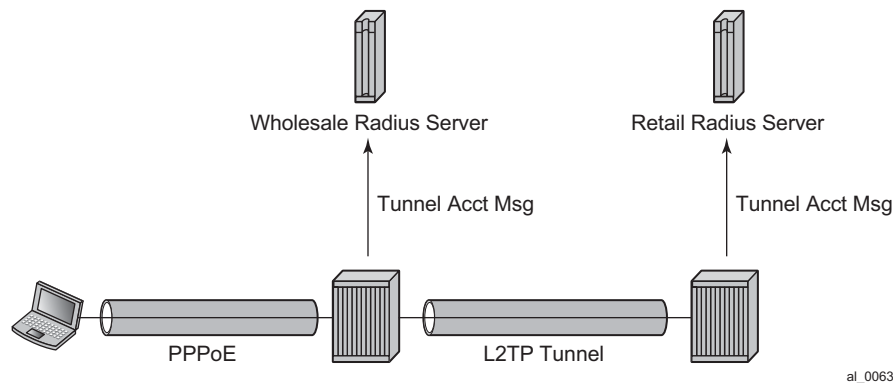 Wholesale Radius Server
Retail Radius Server
Tunnel Acct Msg
Tunnel Acct Msg
PPPoE
L2TP Tunnel
al_0063